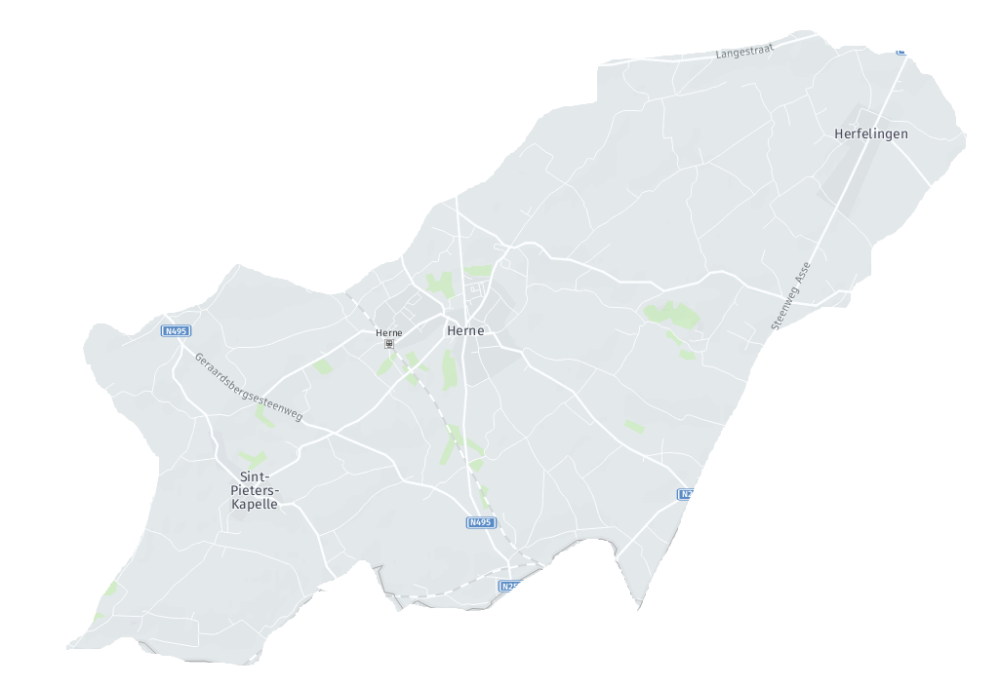 Langestraat
Herfelingen
Steenweg Asse
N495
Herne
Herne
Geraardsbergsesteenweg
Sint-
Pieters-
Kapelle
N495